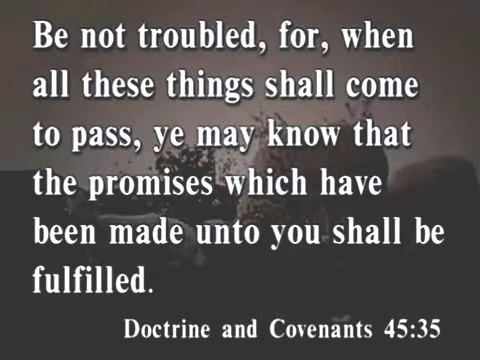 Be not troubled, for, when
all these things shall come
to pass, ye may know that
the promises which have
been made unto you shall be
fulfilled.
Doctrine and Covenants 45:35